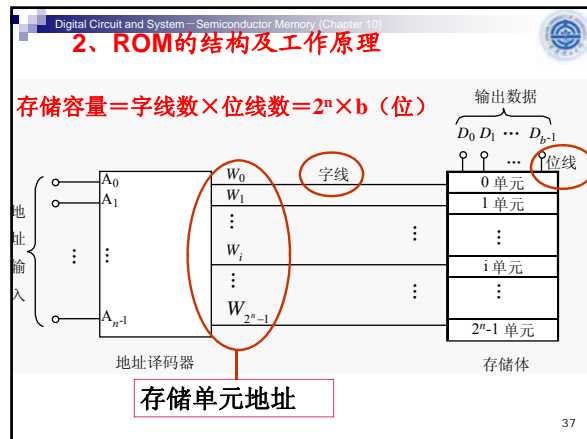 Digital Circuit and System－Semiconductor Memory (Chapter 10)
2、ROM的结构及工作原理
存储容量＝字线数×位线数＝2ⁿ×b（位）
输出数据
D₀ D₁ ··· D_{b-1}
... 位线
地址输入
A₀
A₁
⋮ ⋮
A_{n-1}
W₀
W₁
⋮
W_i
⋮
W_{2ⁿ-1}
字线
⋮
⋮
0 单元
1 单元
⋮
i 单元
⋮
2ⁿ-1 单元
地址译码器
存储体
存储单元地址
37